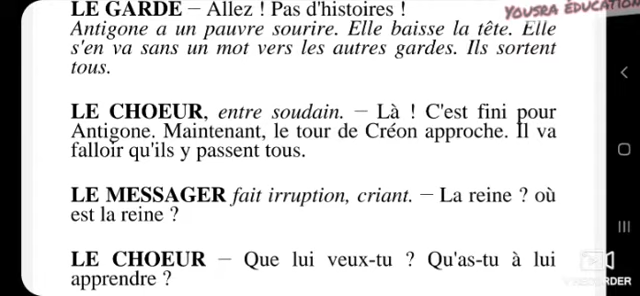 LE GARDE – Allez ! Pas d'histoires !
YOUSRA ÉDUCATION
Antigone a un pauvre sourire. Elle baisse la tête. Elle
s'en va sans un mot vers les autres gardes. Ils sortent
tous.
LE CHOEUR, entre soudain. – Là ! C'est fini pour
Antigone. Maintenant, le tour de Créon approche. Il va
falloir qu'ils y passent tous.
LE MESSAGER fait irruption, criant. – La reine ? où
est la reine ?
LE CHOEUR – Que lui veux-tu ? Qu'as-tu à lui
apprendre ?